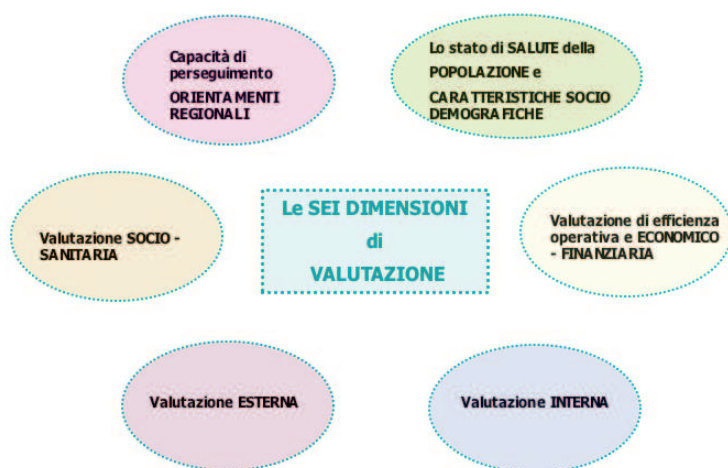 Capacità di
perseguimento
ORIENTAMENTI
REGIONALI
Lo stato di SALUTE della
POPOLAZIONE e
CARATTERISTICHE SOCIO
DEMOGRAFICHE
Valutazione SOCIO -
SANITARIA
Le SEI DIMENSIONI
di
VALUTAZIONE
Valutazione di efficienza
operativa e ECONOMICO
- FINANZIARIA
Valutazione ESTERNA
Valutazione INTERNA